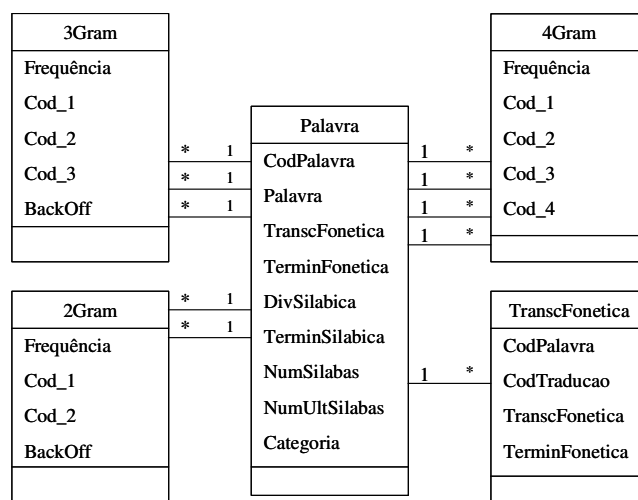 3Gram
Frequência
Cod_1
Cod_2
Cod_3
BackOff
* 1
* 1
* 1
2Gram
Frequência
Cod_1
Cod_2
BackOff
* 1
* 1
Palavra
CodPalavra
Palavra
TranscFonetica
TerminFonetica
DivSilabica
TerminSilabica
NumSilabas
NumUltSilabas
Categoria
1 *
1 *
1 *
1 *
4Gram
Frequência
Cod_1
Cod_2
Cod_3
Cod_4
1 *
TranscFonetica
CodPalavra
CodTraducao
TranscFonetica
TerminFonetica